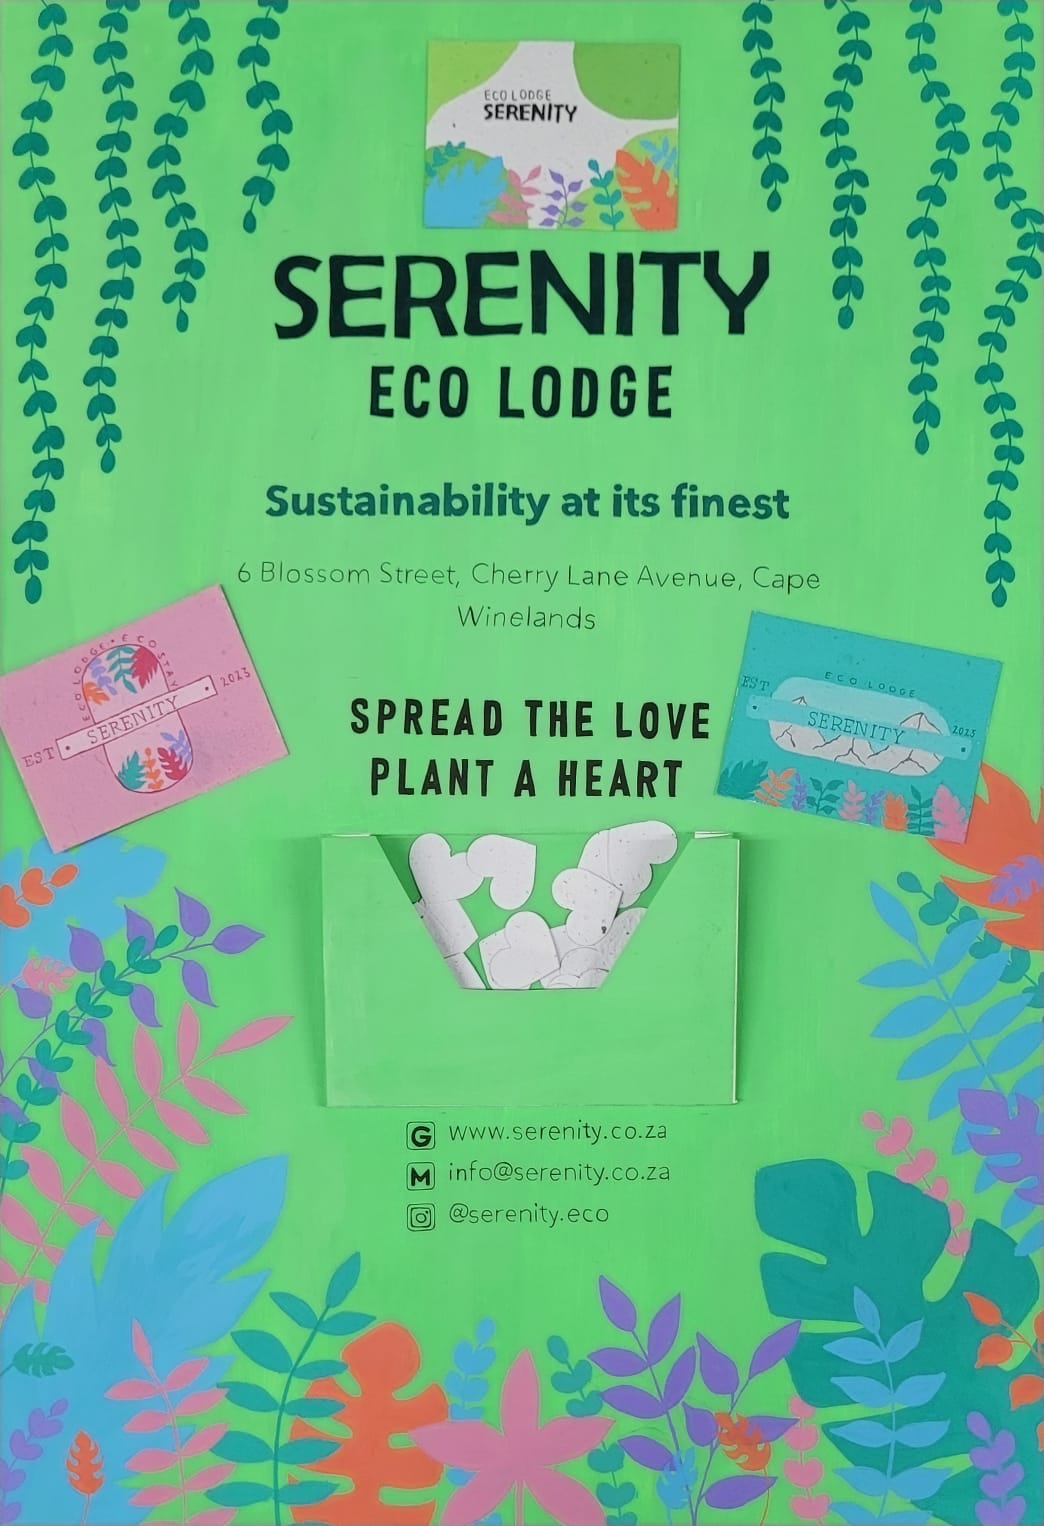 ECO LODGE
SERENITY
SERENITY
ECO LODGE
Sustainability at its finest
6 Blossom Street, Cherry Lane Avenue, Cape
Winelands
ECO LODGE • ECO STAY
EST SERENITY 2023
ECO LODGE
EST SERENITY 2023
SPREAD THE LOVE
PLANT A HEART
G www.serenity.co.za
M info@serenity.co.za
@serenity.eco